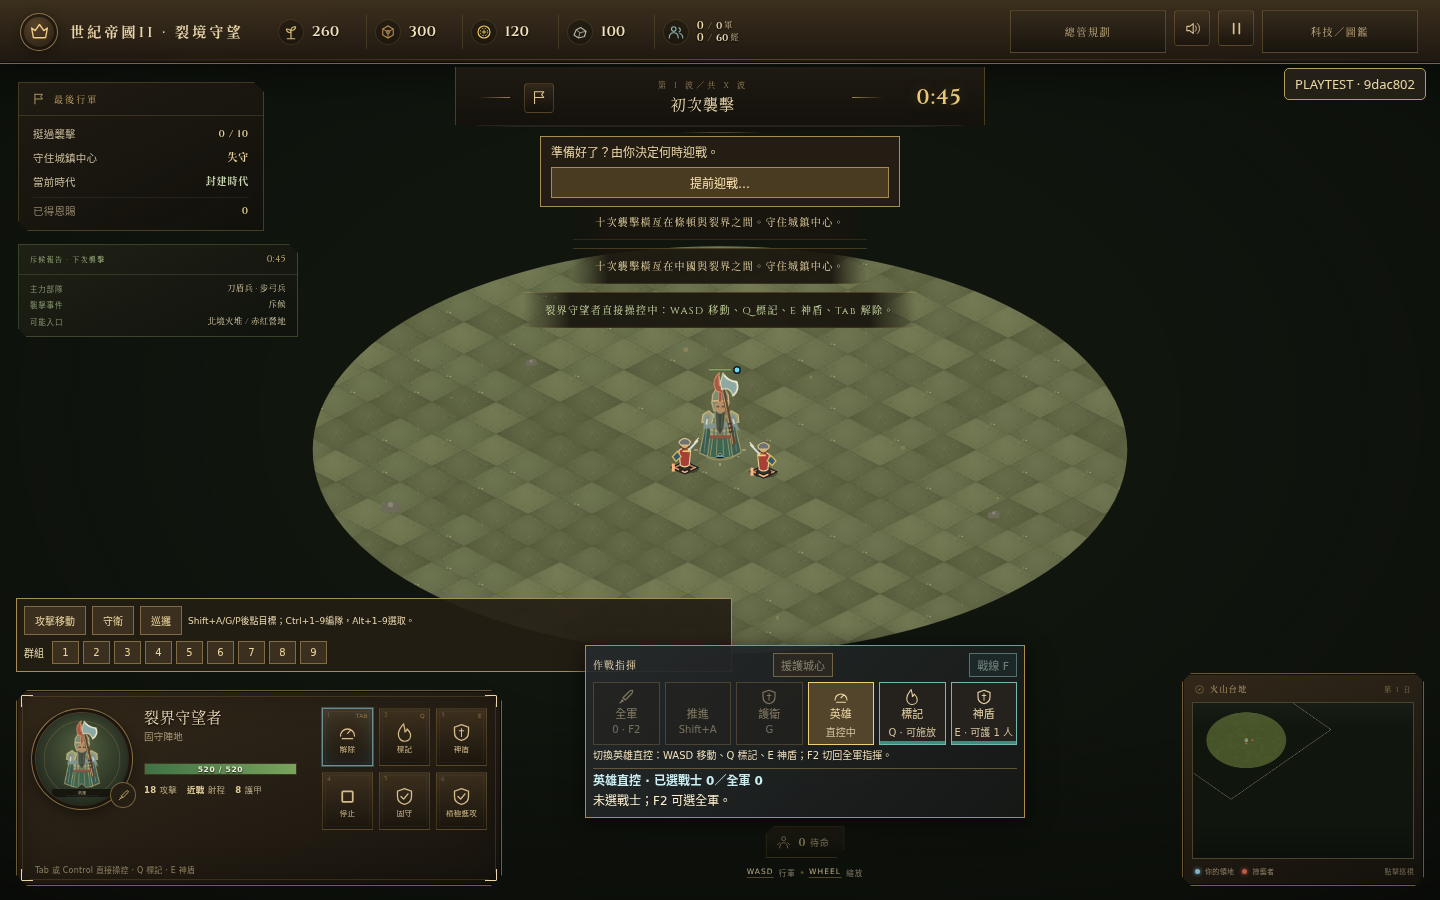 世紀帝國II · 裂境守望
260
300
120
100
0 / 0 軍
0 / 60 經
總管規劃
科技／圖鑑
PLAYTEST · 9dac802
最後行軍
挺過襲擊 0 / 10
守住城鎮中心 失守
當前時代 封建時代
已得恩賜 0
第 I 波／共 X 波
初次襲擊
0:45
準備好了？由你決定何時迎戰。
提前迎戰…
十次襲擊橫亙在條頓與裂界之間。守住城鎮中心。
十次襲擊橫亙在中國與裂界之間。守住城鎮中心。
裂界守望者直接操控中：WASD 移動、Q 標記、E 神盾、Tab 解除。
斥候報告 · 下次襲擊 0:45
主力部隊 刀盾兵 · 步弓兵
襲擊事件 斥候
可能入口 北境火堆 / 赤紅營地
攻擊移動 守衛 巡邏 Shift+A/G/P後點目標；Ctrl+1–9編隊，Alt+1–9選取。
群組 1 2 3 4 5 6 7 8 9
裂界守望者
固守陣地
520 / 520
18 攻擊 近戰 射程 8 護甲
1 TAB 解除
2 Q 標記
3 E 神盾
4 停止
5 固守
6 積極進攻
Tab 或 Control 直接操控 · Q 標記 · E 神盾
作戰指揮 援護城心 戰線 F
全軍 推進 護衛 英雄 標記 神盾
0 · F2 Shift+A G 直控中 Q · 可施放 E · 可護 1 人
切換英雄直控：WASD 移動、Q 標記、E 神盾；F2 切回全軍指揮。
英雄直控 · 已選戰士 0／全軍 0
未選戰士；F2 可選全軍。
0 待命
WASD 行軍 • WHEEL 縮放
火山台地 第 1 日
你的領地 掠襲者 點擊巡視